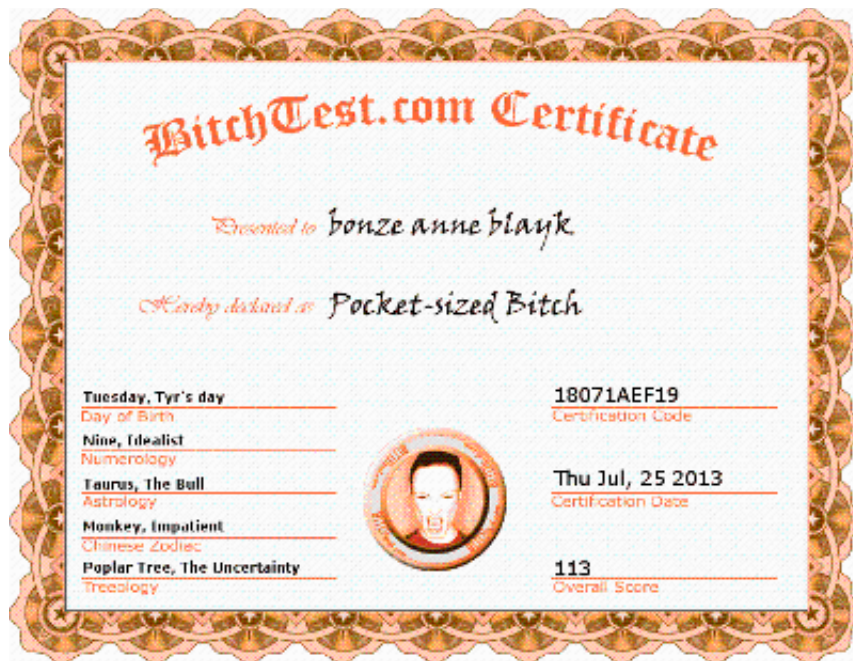 BitchTest.com Certificate
Presented to bonze anne blayk
Hereby declared as Pocket-sized Bitch
Tuesday, Tyr's day
Day of Birth
Nine, Idealist
Numerology
Taurus, The Bull
Astrology
Monkey, Impatient
Chinese Zodiac
Poplar Tree, The Uncertainty
Treeology
18071AEF19
Certification Code
Thu Jul, 25 2013
Certification Date
113
Overall Score